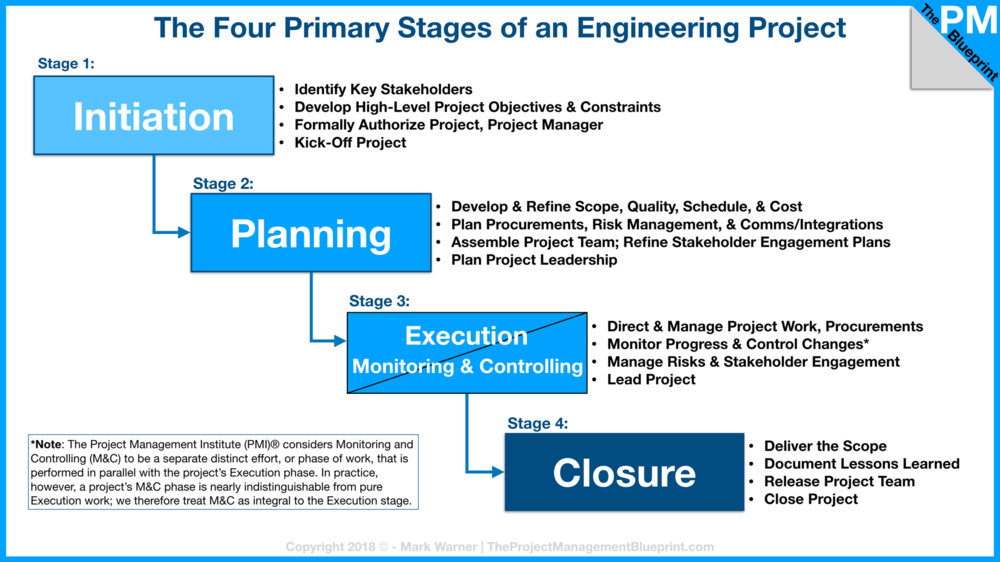 The Four Primary Stages of an Engineering Project
The
PM
Blueprint
Stage 1:
Initiation
• Identify Key Stakeholders
• Develop High-Level Project Objectives & Constraints
• Formally Authorize Project, Project Manager
• Kick-Off Project
Stage 2:
Planning
• Develop & Refine Scope, Quality, Schedule, & Cost
• Plan Procurements, Risk Management, & Comms/Integrations
• Assemble Project Team; Refine Stakeholder Engagement Plans
• Plan Project Leadership
Stage 3:
Execution
Monitoring & Controlling
• Direct & Manage Project Work, Procurements
• Monitor Progress & Control Changes*
• Manage Risks & Stakeholder Engagement
• Lead Project
Stage 4:
Closure
• Deliver the Scope
• Document Lessons Learned
• Release Project Team
• Close Project
*Note: The Project Management Institute (PMI)® considers Monitoring and
Controlling (M&C) to be a separate distinct effort, or phase of work, that is
performed in parallel with the project's Execution phase. In practice,
however, a project's M&C phase is nearly indistinguishable from pure
Execution work; we therefore treat M&C as integral to the Execution stage.
Copyright 2018 © - Mark Warner | TheProjectManagementBlueprint.com